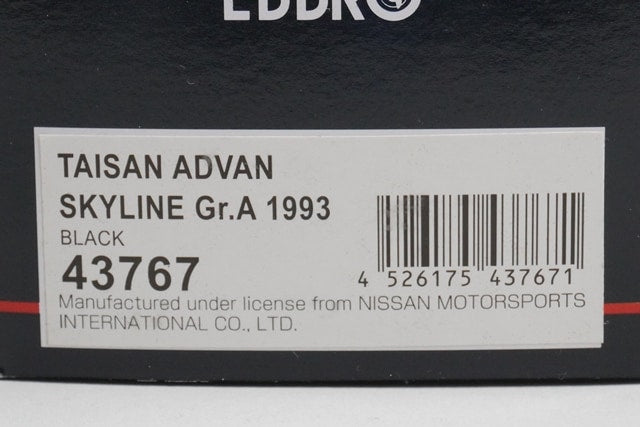 EBBRO
TAISAN ADVAN
SKYLINE Gr.A 1993
BLACK
43767
4 526175 437671
Manufactured under license from NISSAN MOTORSPORTS
INTERNATIONAL CO., LTD.